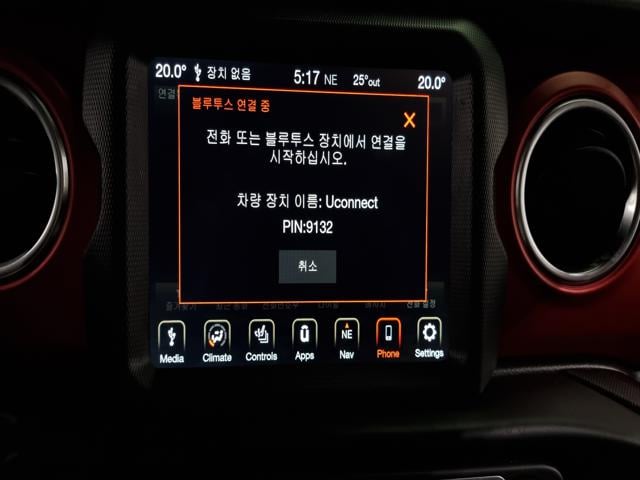 20.0° 장치 없음 5:17 NE 25°out 20.0°
블루투스 연결 중
X
전화 또는 블루투스 장치에서 연결을
시작하십시오.
차량 장치 이름: Uconnect
PIN:9132
취소
Media Climate Controls Apps NE Nav Phone Settings